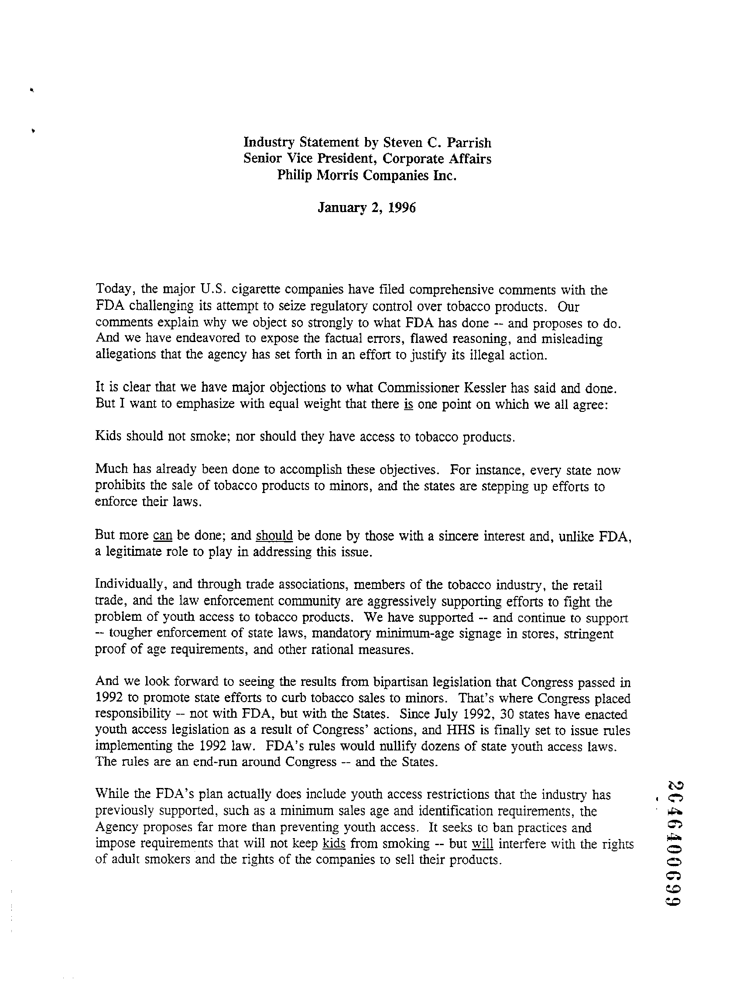 Industry Statement by Steven C. Parrish
Senior Vice President, Corporate Affairs
Philip Morris Companies Inc.
January 2, 1996
Today, the major U.S. cigarette companies have filed comprehensive comments with the
FDA challenging its attempt to seize regulatory control over tobacco products. Our
comments explain why we object so strongly to what FDA has done -- and proposes to do.
And we have endeavored to expose the factual errors, flawed reasoning, and misleading
allegations that the agency has set forth in an effort to justify its illegal action.
It is clear that we have major objections to what Commissioner Kessler has said and done.
But I want to emphasize with equal weight that there is one point on which we all agree:
Kids should not smoke; nor should they have access to tobacco products.
Much has already been done to accomplish these objectives. For instance, every state now
prohibits the sale of tobacco products to minors, and the states are stepping up efforts to
enforce their laws.
But more can be done; and should be done by those with a sincere interest and, unlike FDA,
a legitimate role to play in addressing this issue.
Individually, and through trade associations, members of the tobacco industry, the retail
trade, and the law enforcement community are aggressively supporting efforts to fight the
problem of youth access to tobacco products. We have supported -- and continue to support
-- tougher enforcement of state laws, mandatory minimum-age signage in stores, stringent
proof of age requirements, and other rational measures.
And we look forward to seeing the results from bipartisan legislation that Congress passed in
1992 to promote state efforts to curb tobacco sales to minors. That's where Congress placed
responsibility -- not with FDA, but with the States. Since July 1992, 30 states have enacted
youth access legislation as a result of Congress' actions, and HHS is finally set to issue rules
implementing the 1992 law. FDA's rules would nullify dozens of state youth access laws.
The rules are an end-run around Congress -- and the States.
While the FDA's plan actually does include youth access restrictions that the industry has
previously supported, such as a minimum sales age and identification requirements, the
Agency proposes far more than preventing youth access. It seeks to ban practices and
impose requirements that will not keep kids from smoking -- but will interfere with the rights
of adult smokers and the rights of the companies to sell their products.
2046400699